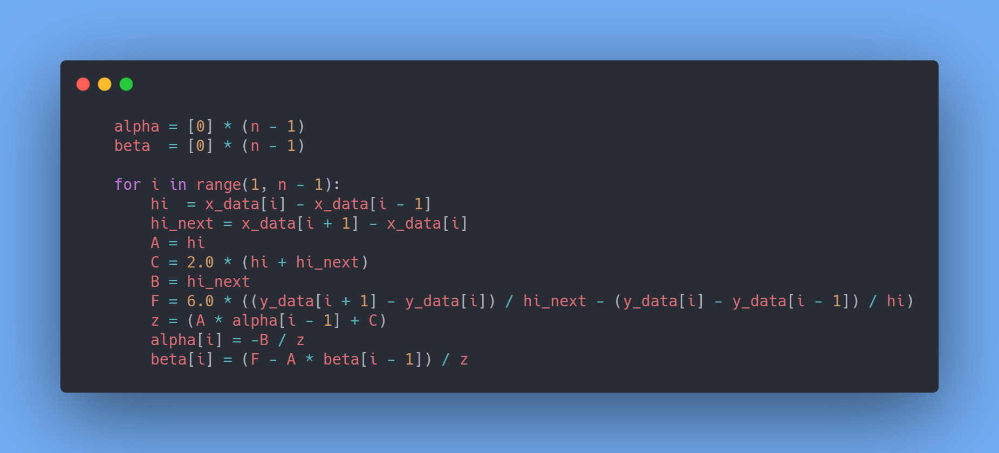 alpha = [0] * (n - 1)
beta  = [0] * (n - 1)
for i in range(1, n - 1):
    hi  = x_data[i] - x_data[i - 1]
    hi_next = x_data[i + 1] - x_data[i]
    A = hi
    C = 2.0 * (hi + hi_next)
    B = hi_next
    F = 6.0 * ((y_data[i + 1] - y_data[i]) / hi_next - (y_data[i] - y_data[i - 1]) / hi)
    z = (A * alpha[i - 1] + C)
    alpha[i] = -B / z
    beta[i] = (F - A * beta[i - 1]) / z